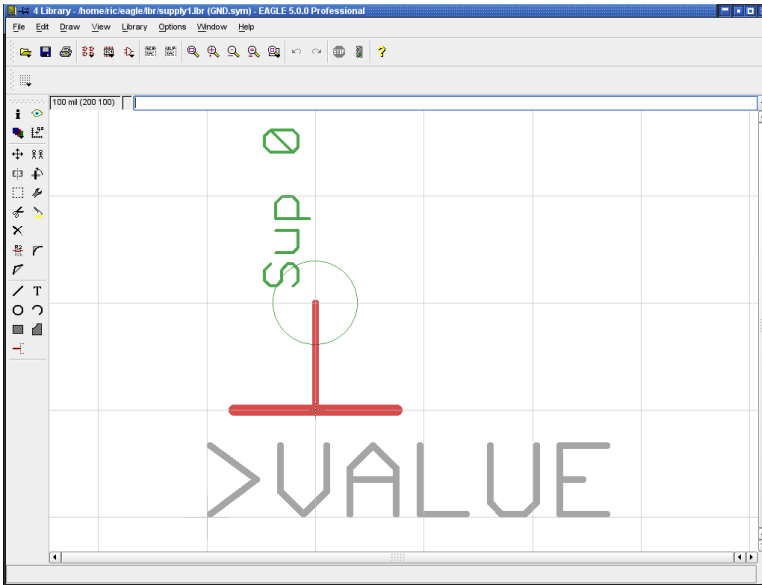 4 Library - /home/ric/eagle/lbr/supply1.lbr (GND.sym) - EAGLE 5.0.0 Professional
File Edit Draw View Library Options Window Help
100 mil (200 100)
Sup 0
>VALUE